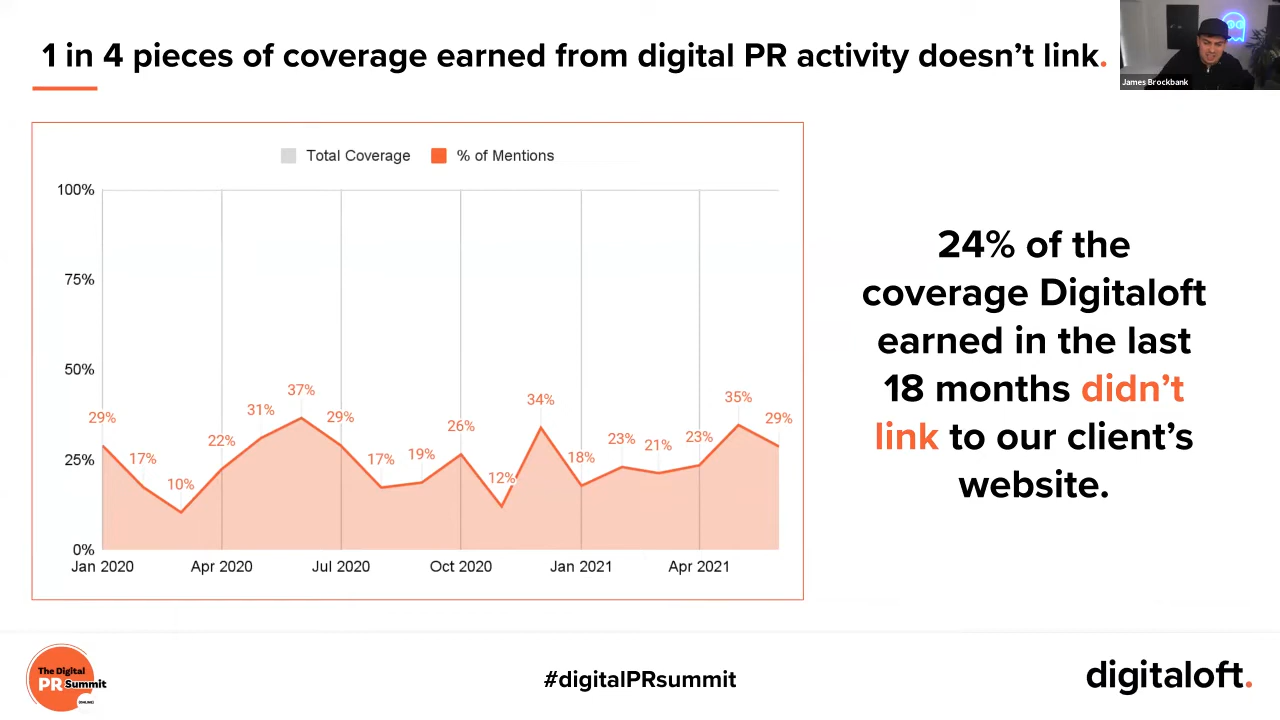 1 in 4 pieces of coverage earned from digital PR activity doesn’t link.
James Brockbank
Total Coverage
% of Mentions
100%
75%
50%
25%
0%
29%
17%
10%
22%
31%
37%
29%
17%
19%
26%
12%
34%
18%
23%
21%
23%
35%
29%
Jan 2020
Apr 2020
Jul 2020
Oct 2020
Jan 2021
Apr 2021
24% of the
coverage Digitaloft
earned in the last
18 months didn’t
link to our client’s
website.
The Digital
PR Summit
(ONLINE)
#digitalPRsummit
digitaloft.